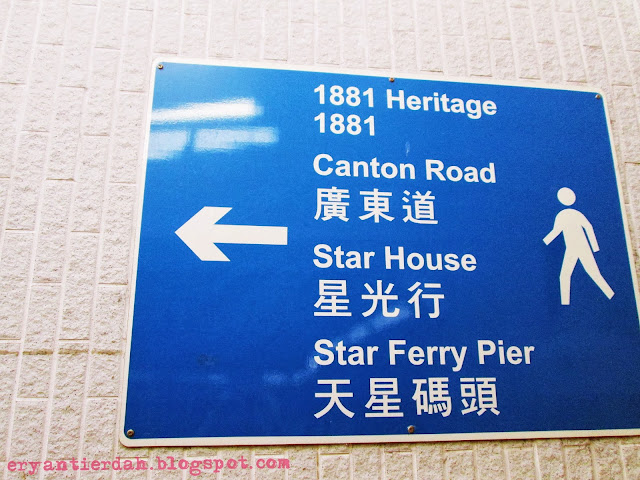 1881 Heritage
1881
Canton Road
廣東道
Star House
星光行
Star Ferry Pier
天星碼頭
eryantierdah.blogspot.com